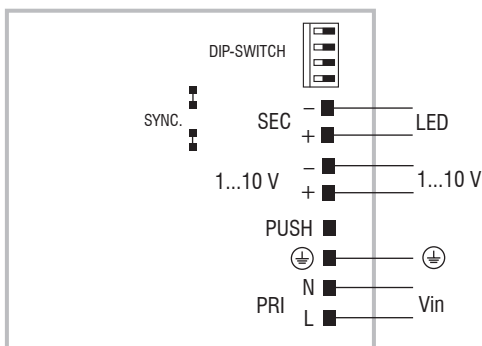 DIP-SWITCH
SYNC.
SEC
−
+
LED
1...10 V
−
+
1...10 V
PUSH
PRI
N
L
Vin